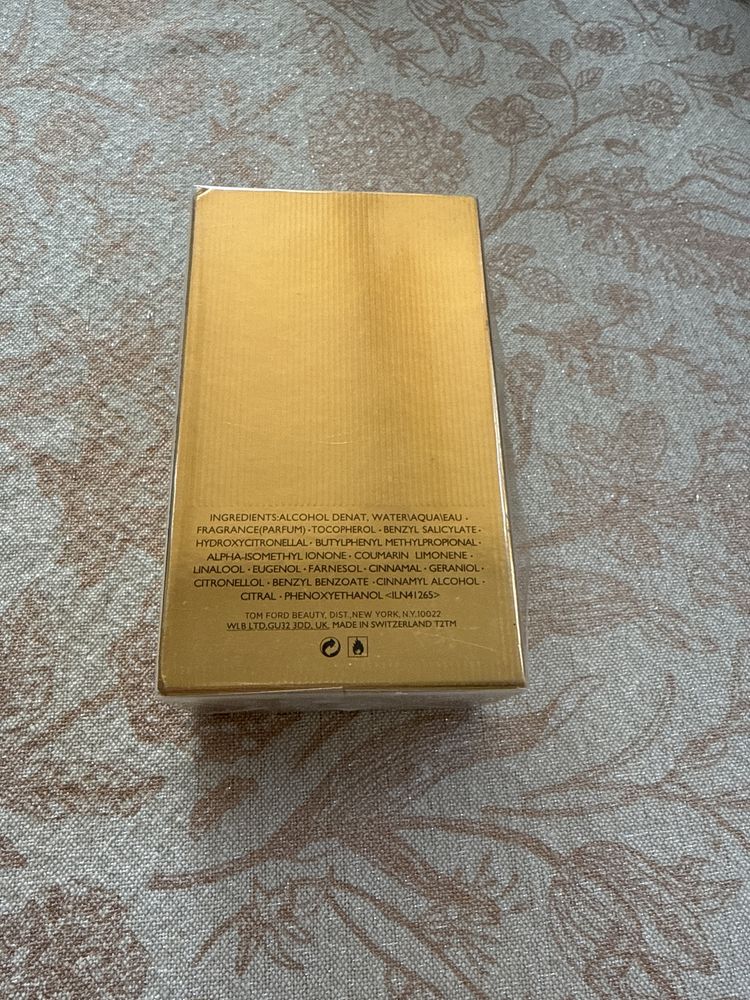 INGREDIENTS:ALCOHOL DENAT, WATER\AQUA\EAU •
FRAGRANCE(PARFUM) • TOCOPHEROL • BENZYL SALICYLATE •
HYDROXYCITRONELLAL • BUTYLPHENYL METHYLPROPIONAL •
ALPHA-ISOMETHYL IONONE • COUMARIN LIMONENE •
LINALOOL • EUGENOL • FARNESOL • CINNAMAL • GERANIOL •
CITRONELLOL • BENZYL BENZOATE • CINNAMYL ALCOHOL •
CITRAL • PHENOXYETHANOL <ILN41265>
TOM FORD BEAUTY, DIST.,NEW YORK, N.Y.10022
WLB LTD,GU32 3DD, UK, MADE IN SWITZERLAND T2TM